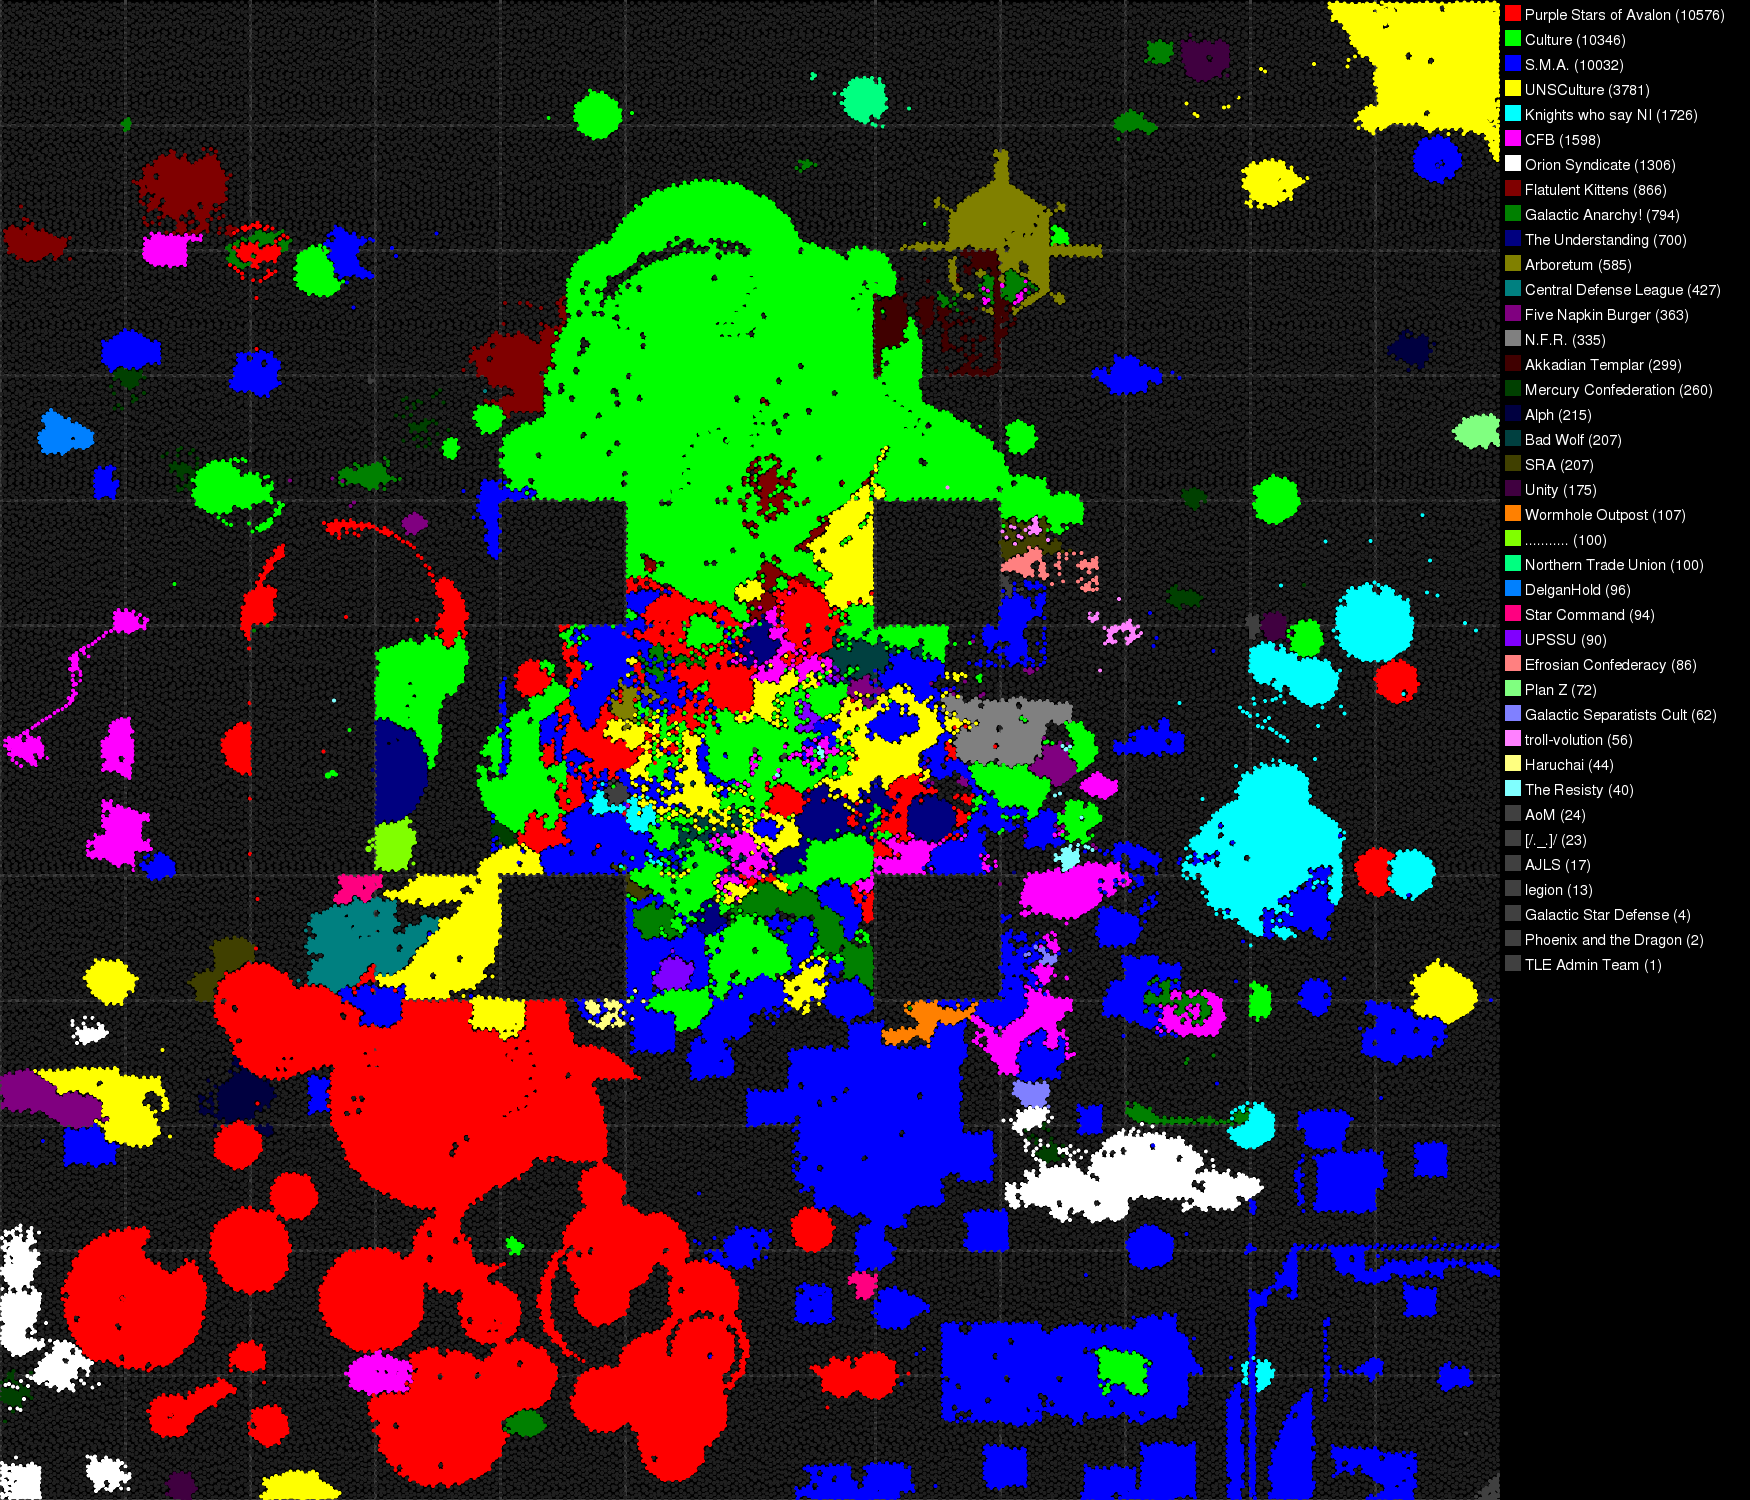 Purple Stars of Avalon (10576)
Culture (10346)
S.M.A. (10032)
UNSCulture (3781)
Knights who say NI (1726)
CFB (1598)
Orion Syndicate (1306)
Flatulent Kittens (866)
Galactic Anarchy! (794)
The Understanding (700)
Arboretum (585)
Central Defense League (427)
Five Napkin Burger (363)
N.F.R. (335)
Akkadian Templar (299)
Mercury Confederation (260)
Alph (215)
Bad Wolf (207)
SRA (207)
Unity (175)
Wormhole Outpost (107)
........... (100)
Northern Trade Union (100)
DelganHold (96)
Star Command (94)
UPSSU (90)
Efrosian Confederacy (86)
Plan Z (72)
Galactic Separatists Cult (62)
troll-volution (56)
Haruchai (44)
The Resisty (40)
AoM (24)
[/._.]/ (23)
AJLS (17)
legion (13)
Galactic Star Defense (4)
Phoenix and the Dragon (2)
TLE Admin Team (1)